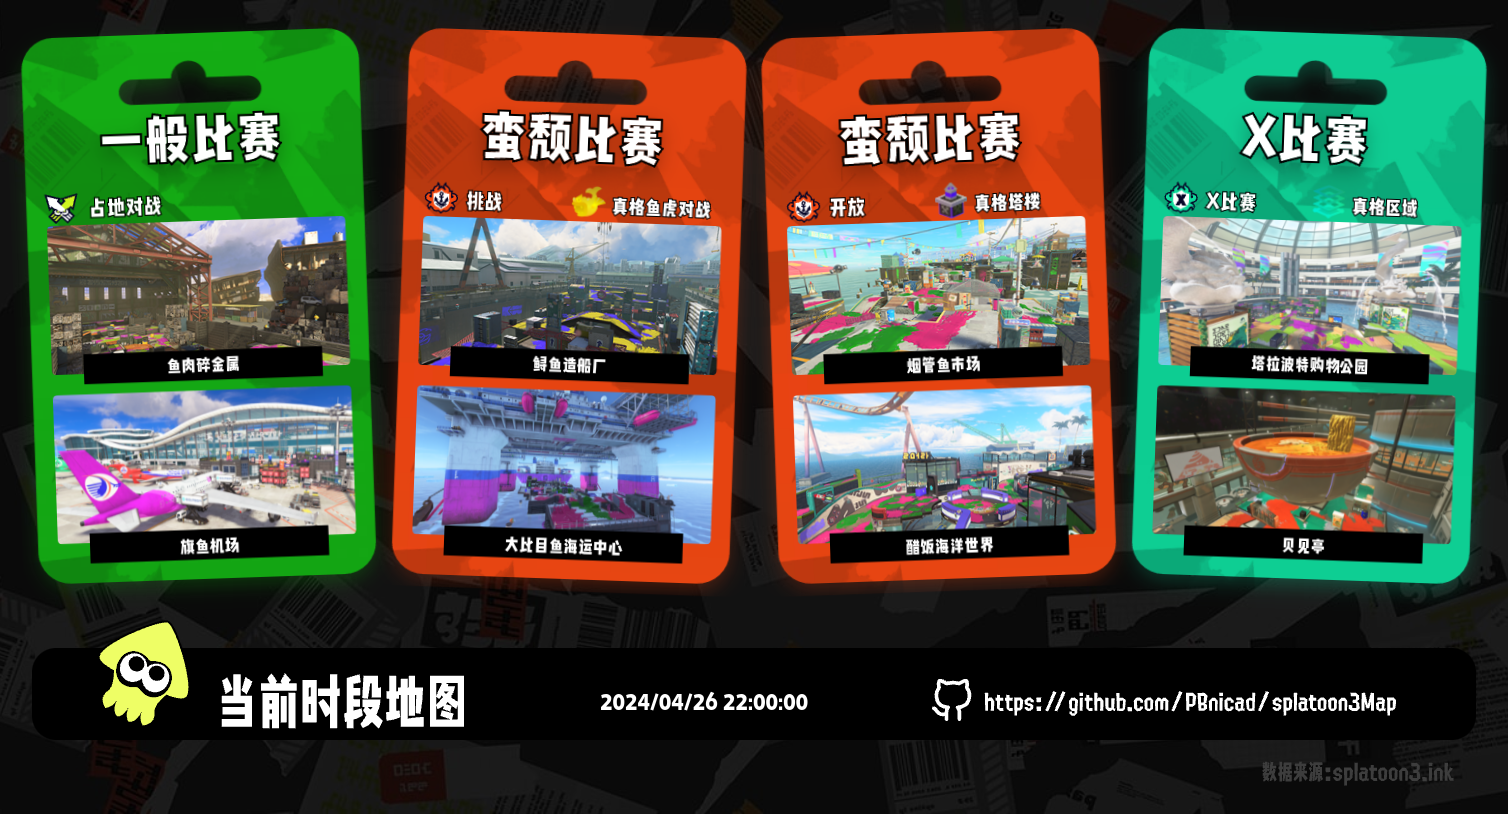 一般比赛
占地对战
鱼肉碎金属
旗鱼机场
蛮颓比赛
挑战
真格鱼虎对战
鲟鱼造船厂
大比目鱼海运中心
蛮颓比赛
开放
真格塔楼
烟管鱼市场
醋饭海洋世界
X比赛
X比赛
真格区域
塔拉波特购物公园
贝见亭
当前时段地图
2024/04/26 22:00:00
https://github.com/PBnicad/splatoon3Map
数据来源:splatoon3.ink